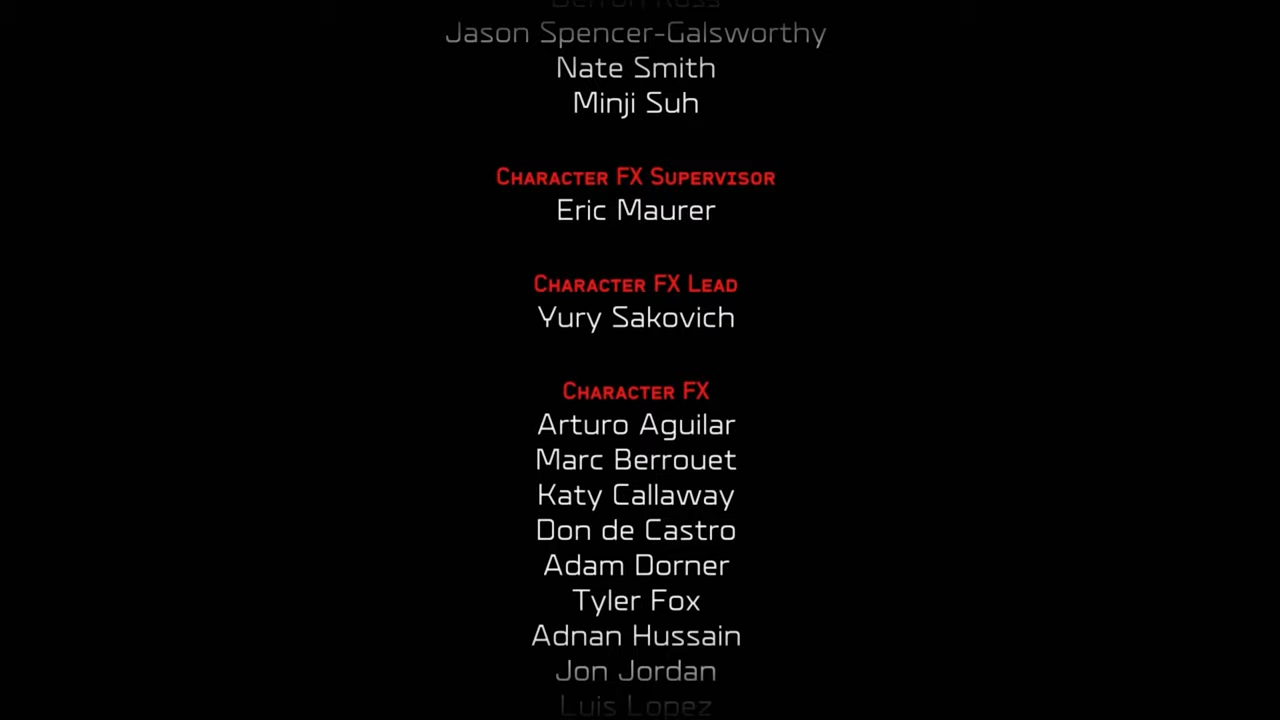 Jason Spencer-Galsworthy
Nate Smith
Minji Suh
Character FX Supervisor
Eric Maurer
Character FX Lead
Yury Sakovich
Character FX
Arturo Aguilar
Marc Berrouet
Katy Callaway
Don de Castro
Adam Dorner
Tyler Fox
Adnan Hussain
Jon Jordan
Luis Lopez